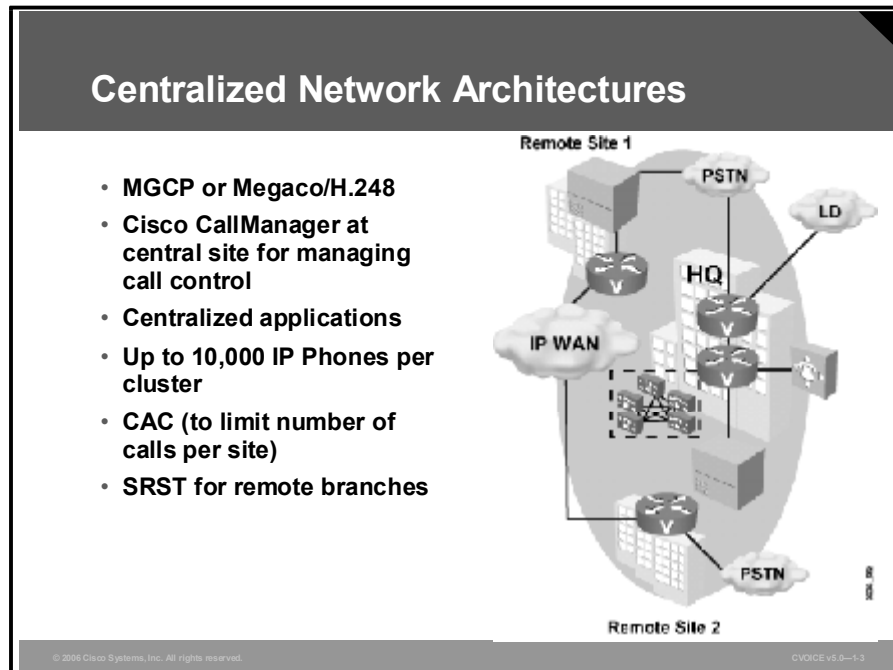 Centralized Network Architectures
• MGCP or Megaco/H.248
• Cisco CallManager at
central site for managing
call control
• Centralized applications
• Up to 10,000 IP Phones per
cluster
• CAC (to limit number of
calls per site)
• SRST for remote branches
Remote Site 1
PSTN
LD
HQ
V
V
IP WAN
V
V
PSTN
Remote Site 2
© 2006 Cisco Systems, Inc. All rights reserved.
CVOICE v5.0—1-3